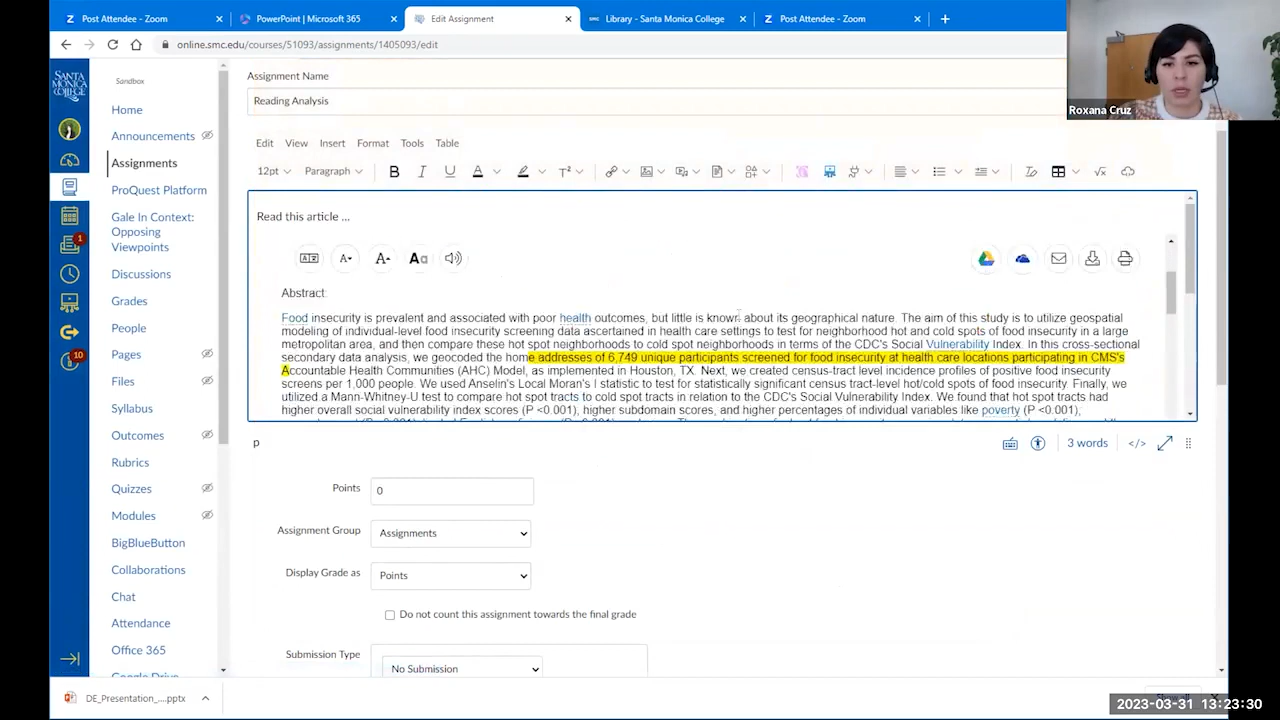 Post Attendee - Zoom
PowerPoint | Microsoft 365
Edit Assignment
Library - Santa Monica College
Post Attendee - Zoom
online.smc.edu/courses/51093/assignments/1405093/edit
Roxana Cruz
SANTA
MONICA
COLLEGE
1
10
Sandbox
Home
Announcements
Assignments
ProQuest Platform
Gale In Context:
Opposing
Viewpoints
Discussions
Grades
People
Pages
Files
Syllabus
Outcomes
Rubrics
Quizzes
Modules
BigBlueButton
Collaborations
Chat
Attendance
Office 365
Google Drive
Assignment Name
Reading Analysis
Edit View Insert Format Tools Table
12pt Paragraph B I U A T²
Read this article ...
A- A+ Aa
Abstract:
Food insecurity is prevalent and associated with poor health outcomes, but little is known about its geographical nature. The aim of this study is to utilize geospatial
modeling of individual-level food insecurity screening data ascertained in health care settings to test for neighborhood hot and cold spots of food insecurity in a large
metropolitan area, and then compare these hot spot neighborhoods to cold spot neighborhoods in terms of the CDC's Social Vulnerability Index. In this cross-sectional
secondary data analysis, we geocoded the home addresses of 6,749 unique participants screened for food insecurity at health care locations participating in CMS's
Accountable Health Communities (AHC) Model, as implemented in Houston, TX. Next, we created census-tract level incidence profiles of positive food insecurity
screens per 1,000 people. We used Anselin's Local Moran's I statistic to test for statistically significant census tract-level hot/cold spots of food insecurity. Finally, we
utilized a Mann-Whitney-U test to compare hot spot tracts to cold spot tracts in relation to the CDC's Social Vulnerability Index. We found that hot spot tracts had
higher overall social vulnerability index scores (P <0.001), higher subdomain scores, and higher percentages of individual variables like poverty (P <0.001),
p
3 words
</>
Points
0
Assignment Group
Assignments
Display Grade as
Points
Do not count this assignment towards the final grade
Submission Type
No Submission
DE_Presentation_....pptx
2023-03-31 13:23:30